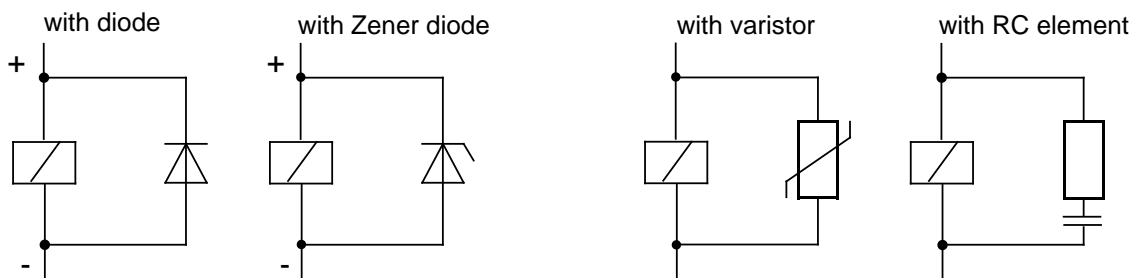 with diode
with Zener diode
with varistor
with RC element
+
+
-
-